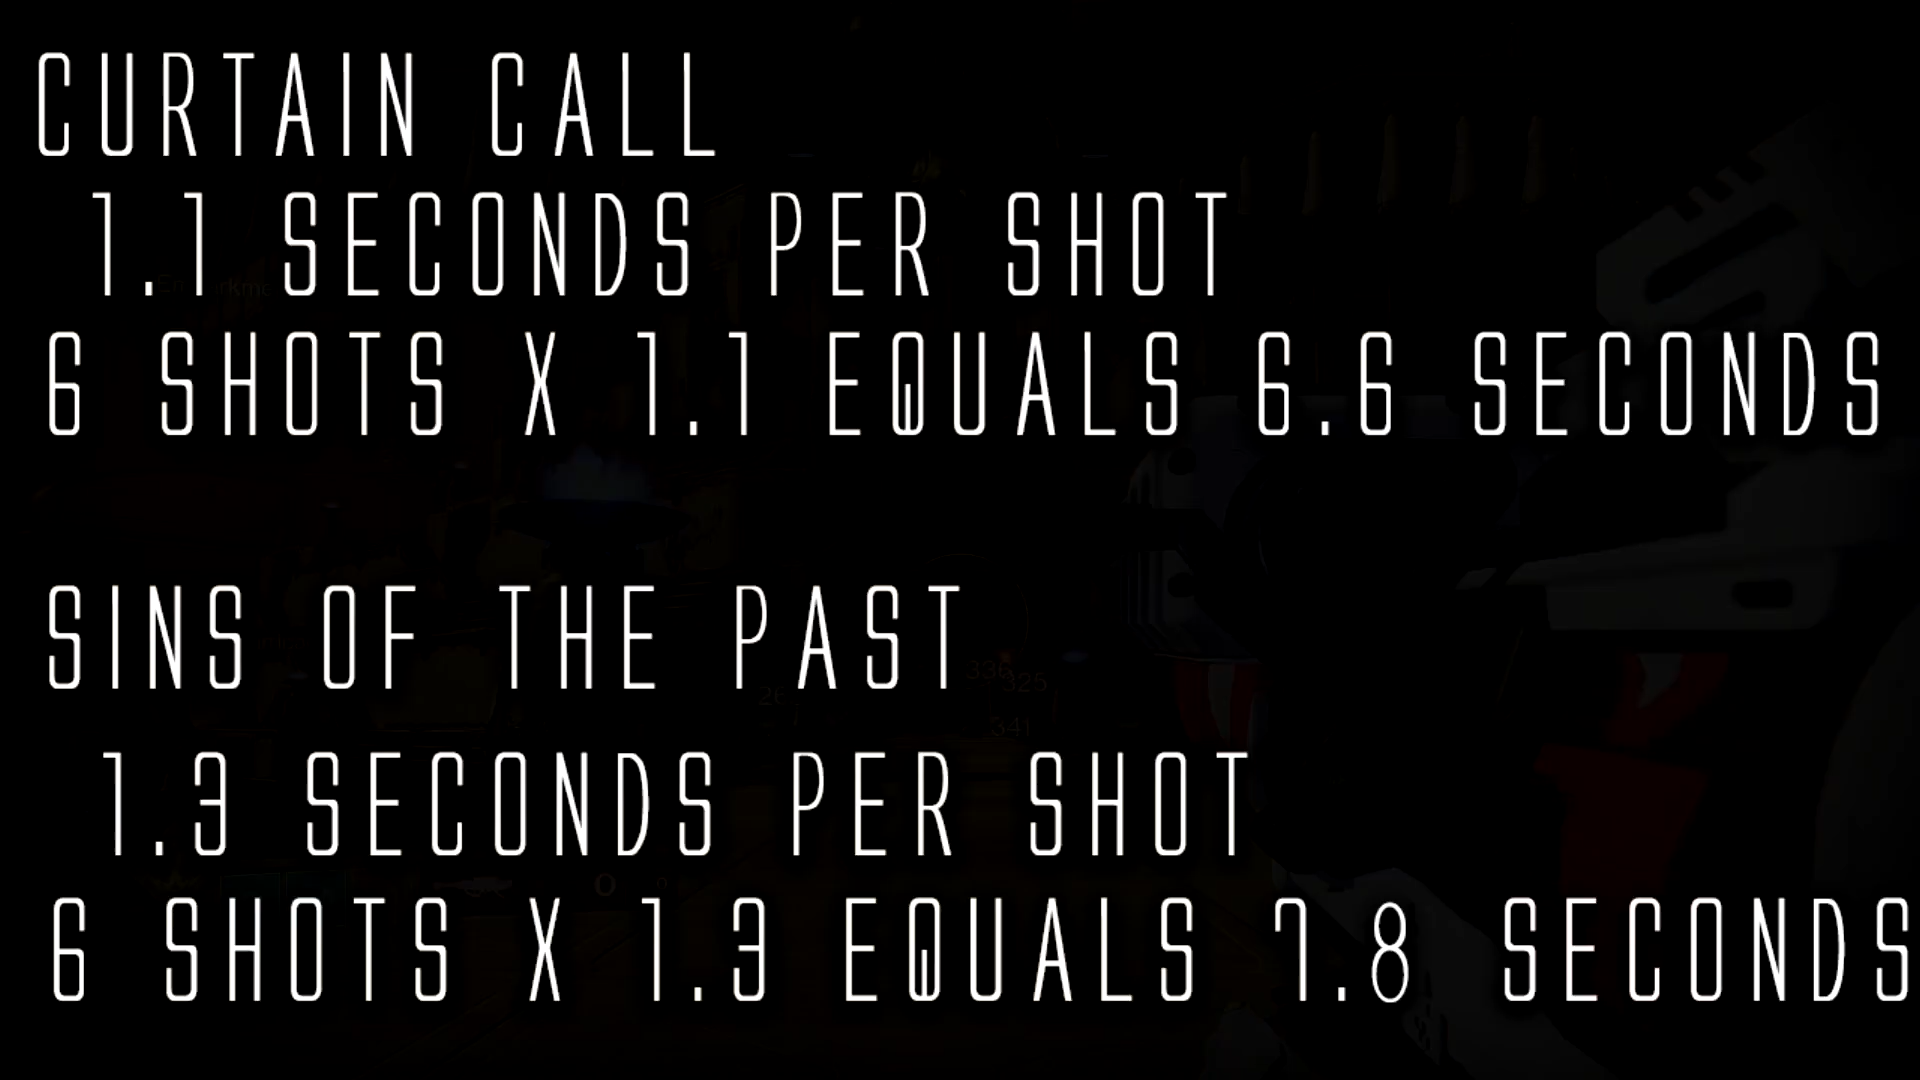 CURTAIN CALL
1.1 SECONDS PER SHOT
6 SHOTS X 1.1 EQUALS 6.6 SECONDS
SINS OF THE PAST
1.3 SECONDS PER SHOT
6 SHOTS X 1.3 EQUALS 7.8 SECONDS